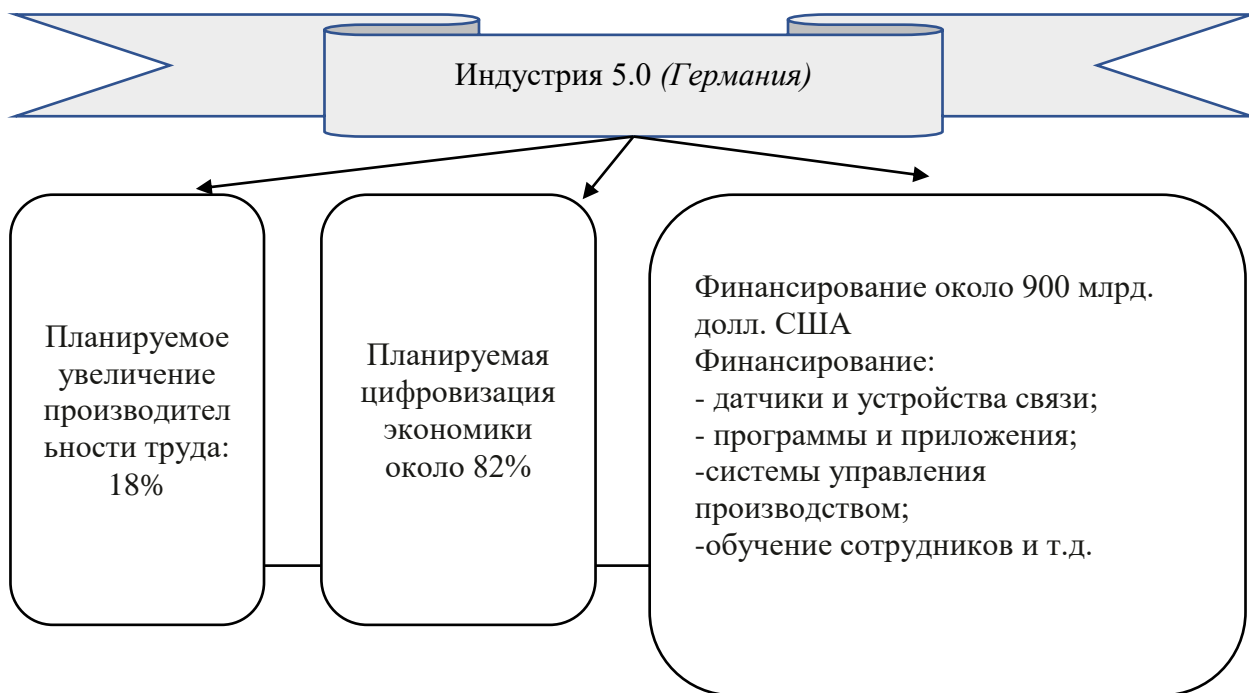 Индустрия 5.0 (Германия)
Планируемое
увеличение
производител
ьности труда:
18%
Планируемая
цифровизация
экономики
около 82%
Финансирование около 900 млрд.
долл. США
Финансирование:
- датчики и устройства связи;
- программы и приложения;
-системы управления
производством;
-обучение сотрудников и т.д.